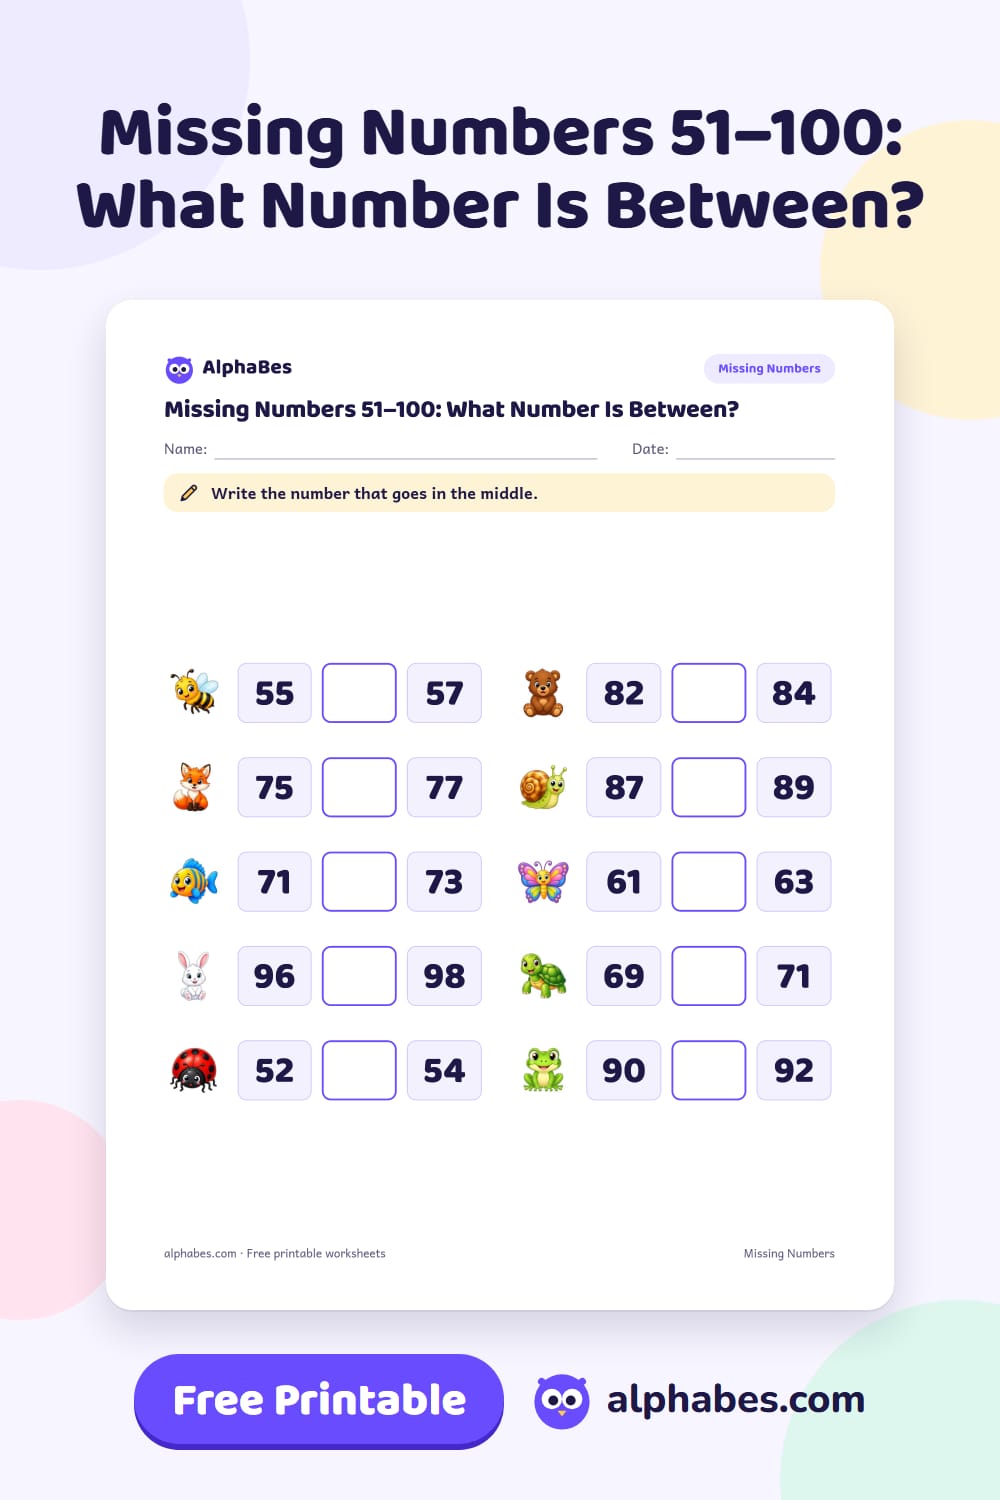 Missing Numbers 51–100:
What Number Is Between?
AlphaBes
Missing Numbers
Missing Numbers 51–100: What Number Is Between?
Name:
Date:
Write the number that goes in the middle.
55 57 82 84
75 77 87 89
71 73 61 63
96 98 69 71
52 54 90 92
alphabes.com · Free printable worksheets
Missing Numbers
Free Printable
alphabes.com